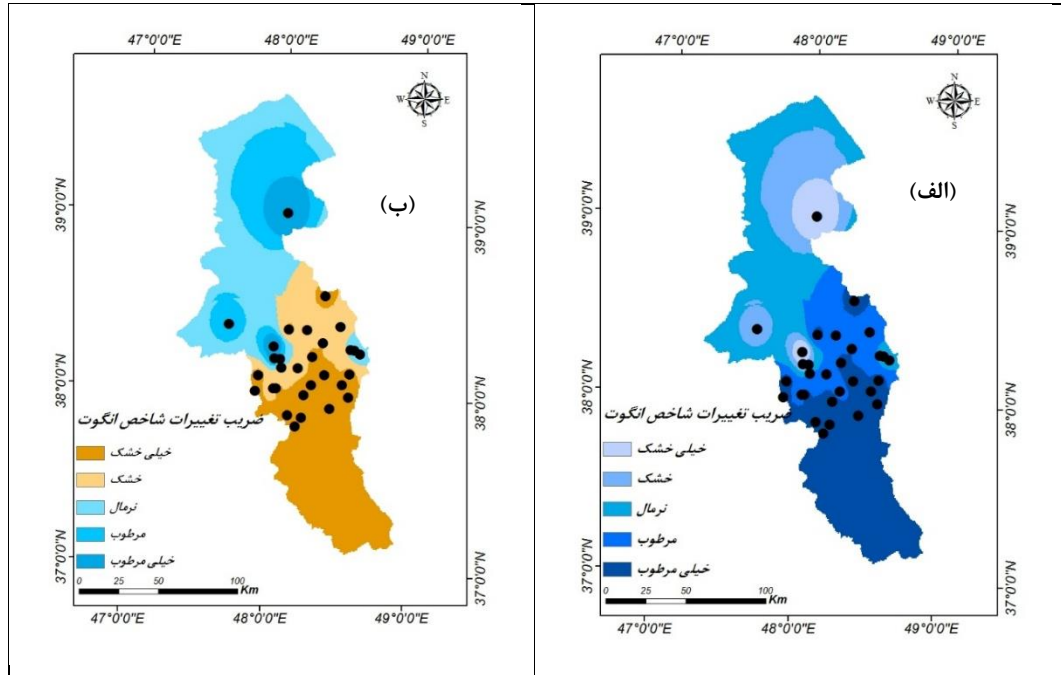 47°0'0"E 48°0'0"E 49°0'0"E
N
W E
S
(الف)
39°0'0"N 39°0'0"N
38°0'0"N 38°0'0"N
ضریب تغییرات شاخص انگوت
خیلی خشک
خشک
نرمال
مرطوب
خیلی مرطوب
37°0'0"N 37°0'0"N
0 25 50 100
Km
47°0'0"E 48°0'0"E 49°0'0"E
47°0'0"E 48°0'0"E 49°0'0"E
N
W E
S
(ب)
39°0'0"N 39°0'0"N
38°0'0"N 38°0'0"N
ضریب تغییرات شاخص انگوت
خیلی خشک
خشک
نرمال
مرطوب
خیلی مرطوب
37°0'0"N 37°0'0"N
0 25 50 100
Km
47°0'0"E 48°0'0"E 49°0'0"E